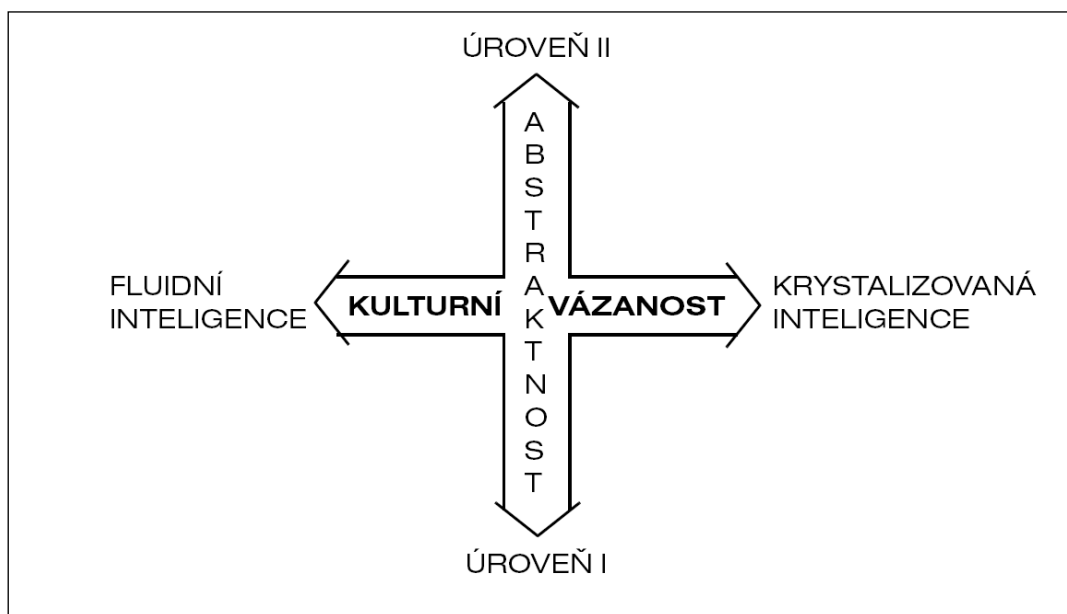 ÚROVEŇ II
ABSTRAKTNOST
FLUIDNÍ
INTELIGENCE
KULTURNÍ VÁZANOST
KRYSTALIZOVANÁ
INTELIGENCE
ÚROVEŇ I